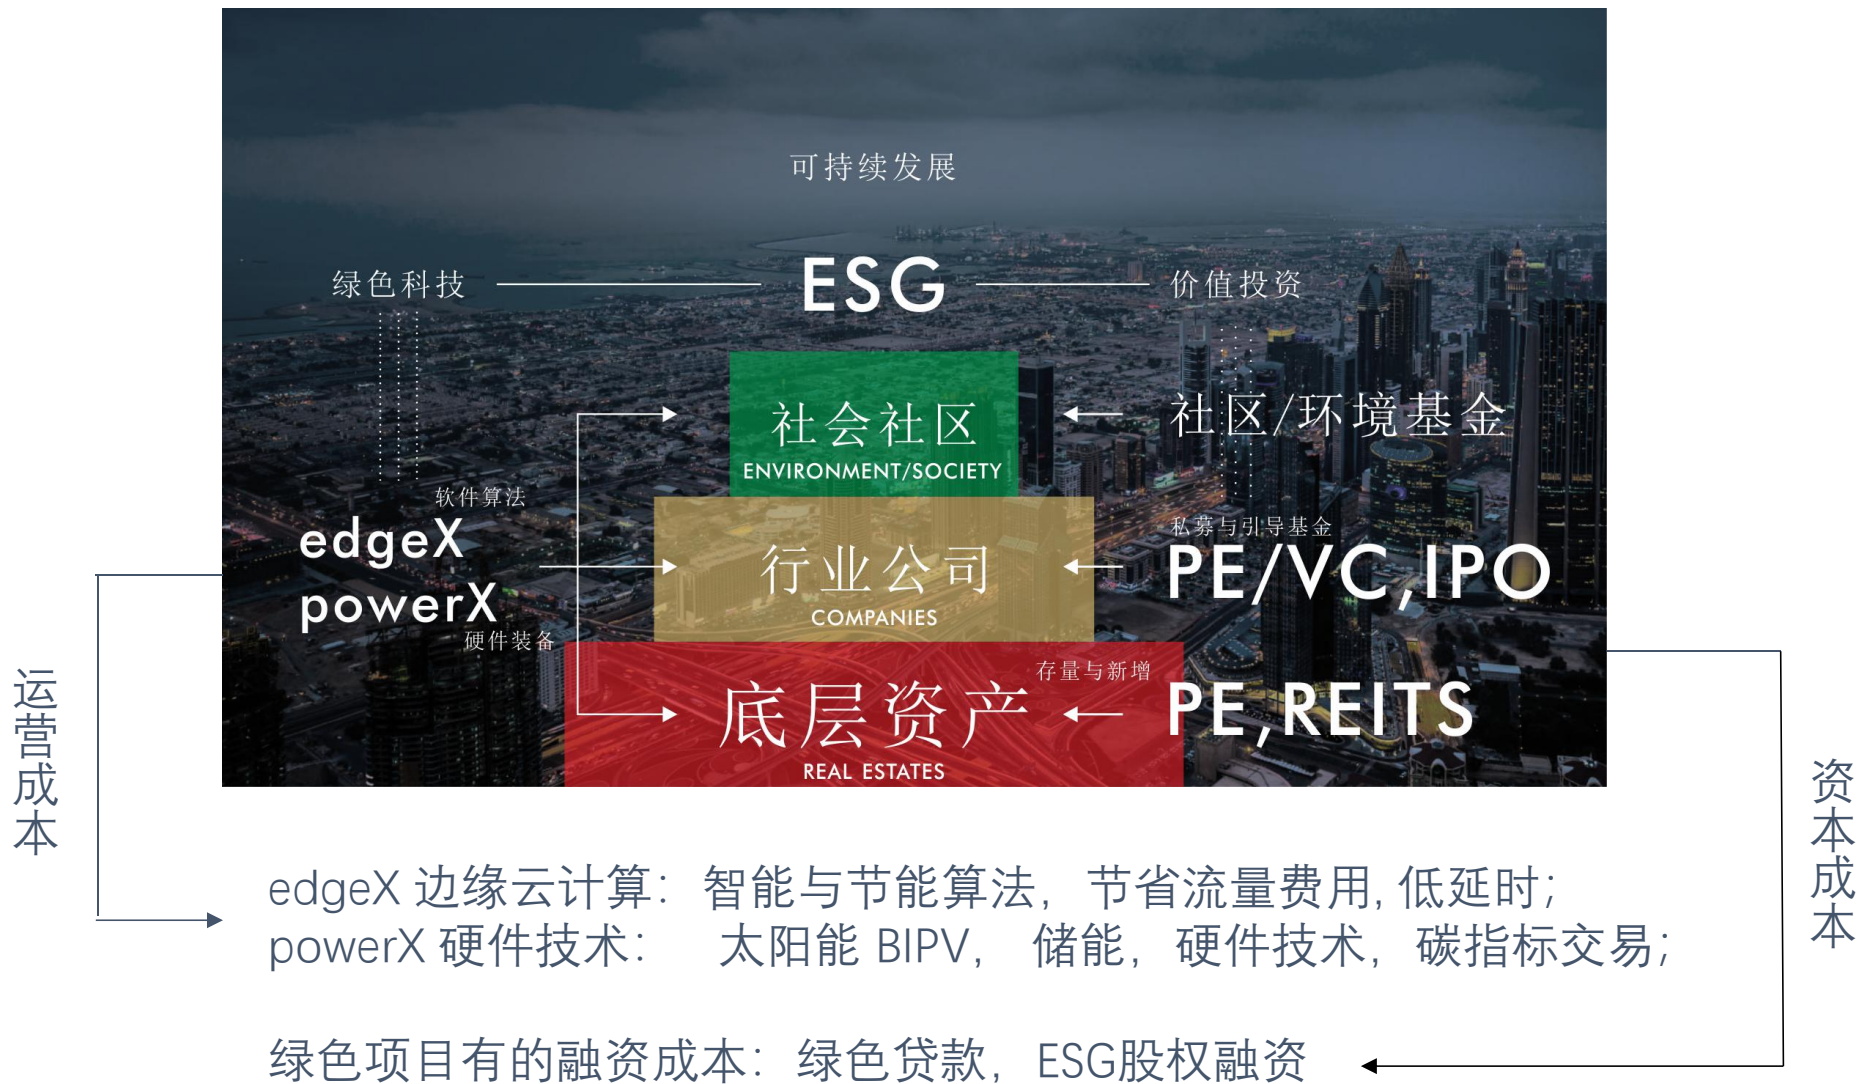 可持续发展
绿色科技
ESG
价值投资
社会社区
ENVIRONMENT/SOCIETY
社区/环境基金
软件算法
edgeX
powerX
硬件装备
行业公司
COMPANIES
私募与引导基金
PE/VC,IPO
底层资产
存量与新增
REAL ESTATES
PE,REITS
运营成本
资本成本
edgeX 边缘云计算：智能与节能算法，节省流量费用, 低延时;
powerX 硬件技术： 太阳能 BIPV， 储能，硬件技术，碳指标交易;
绿色项目有的融资成本：绿色贷款，ESG股权融资